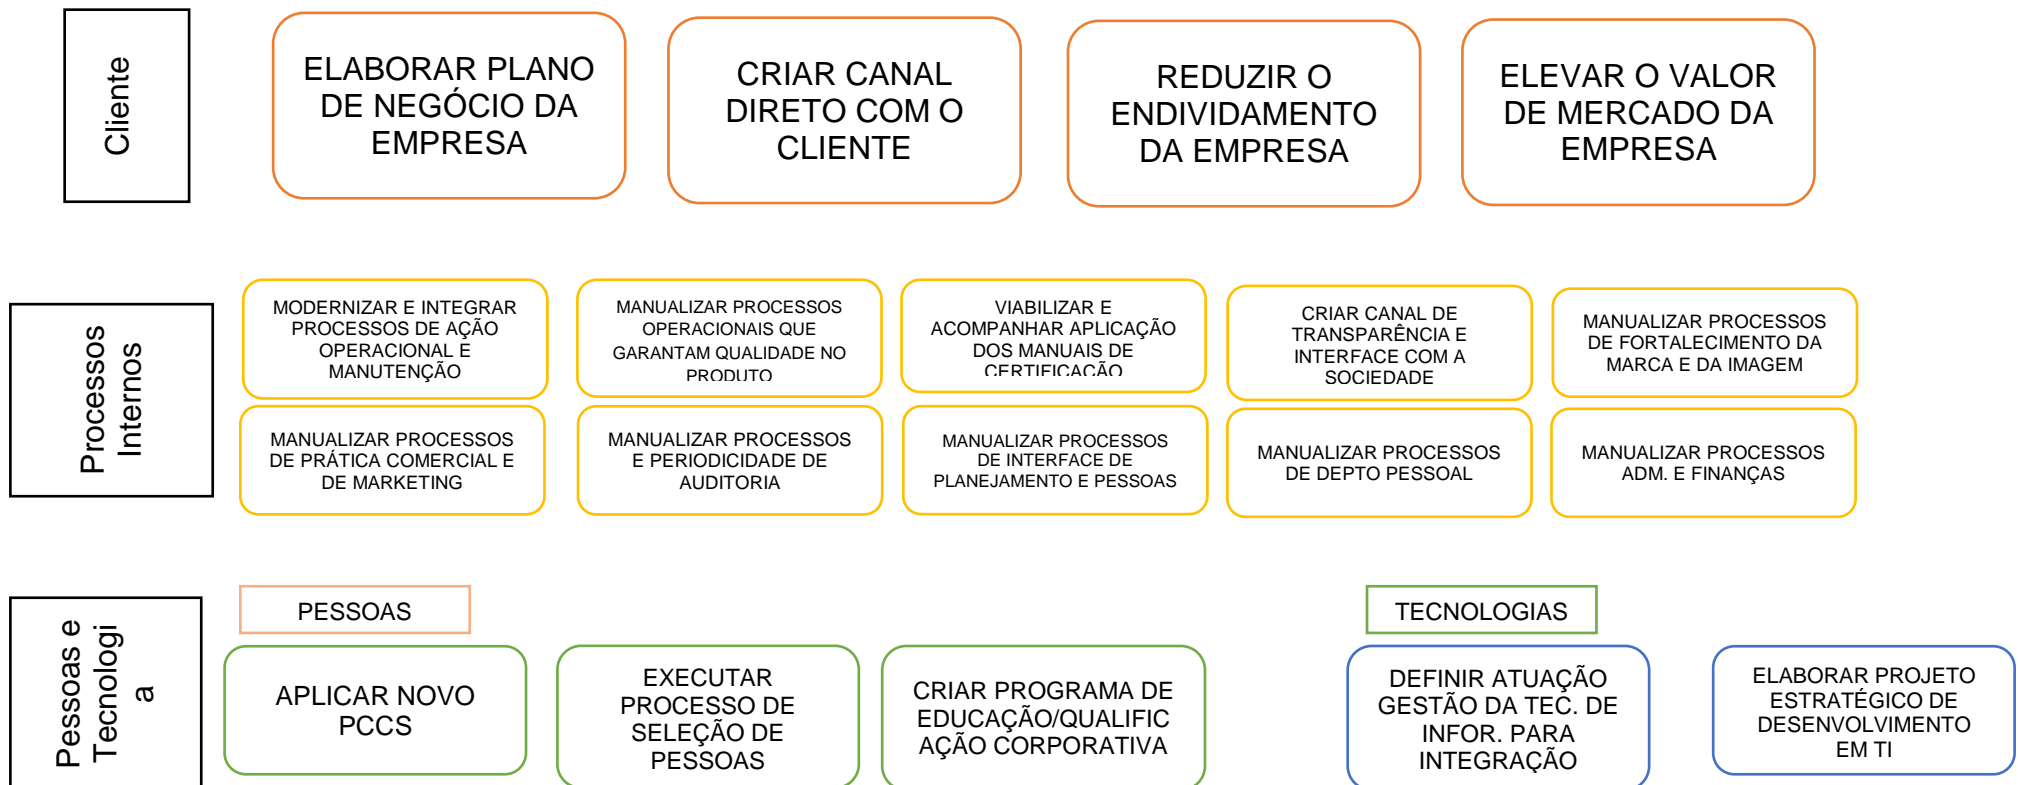 Cliente
ELABORAR PLANO
DE NEGÓCIO DA
EMPRESA
CRIAR CANAL
DIRETO COM O
CLIENTE
REDUZIR O
ENDIVIDAMENTO
DA EMPRESA
ELEVAR O VALOR
DE MERCADO DA
EMPRESA
Processos
Internos
MODERNIZAR E INTEGRAR
PROCESSOS DE AÇÃO
OPERACIONAL E
MANUTENÇÃO
MANUALIZAR PROCESSOS
OPERACIONAIS QUE
GARANTAM QUALIDADE NO
PRODUTO
VIABILIZAR E
ACOMPANHAR APLICAÇÃO
DOS MANUAIS DE
CERTIFICAÇÃO
CRIAR CANAL DE
TRANSPARÊNCIA E
INTERFACE COM A
SOCIEDADE
MANUALIZAR PROCESSOS
DE FORTALECIMENTO DA
MARCA E DA IMAGEM
MANUALIZAR PROCESSOS
DE PRÁTICA COMERCIAL E
DE MARKETING
MANUALIZAR PROCESSOS
E PERIODICIDADE DE
AUDITORIA
MANUALIZAR PROCESSOS
DE INTERFACE DE
PLANEJAMENTO E PESSOAS
MANUALIZAR PROCESSOS
DE DEPTO PESSOAL
MANUALIZAR PROCESSOS
ADM. E FINANÇAS
Pessoas e
Tecnologi
a
PESSOAS
APLICAR NOVO
PCCS
EXECUTAR
PROCESSO DE
SELEÇÃO DE
PESSOAS
CRIAR PROGRAMA DE
EDUCAÇÃO/QUALIFIC
AÇÃO CORPORATIVA
TECNOLOGIAS
DEFINIR ATUAÇÃO
GESTÃO DA TEC. DE
INFOR. PARA
INTEGRAÇÃO
ELABORAR PROJETO
ESTRATÉGICO DE
DESENVOLVIMENTO
EM TI